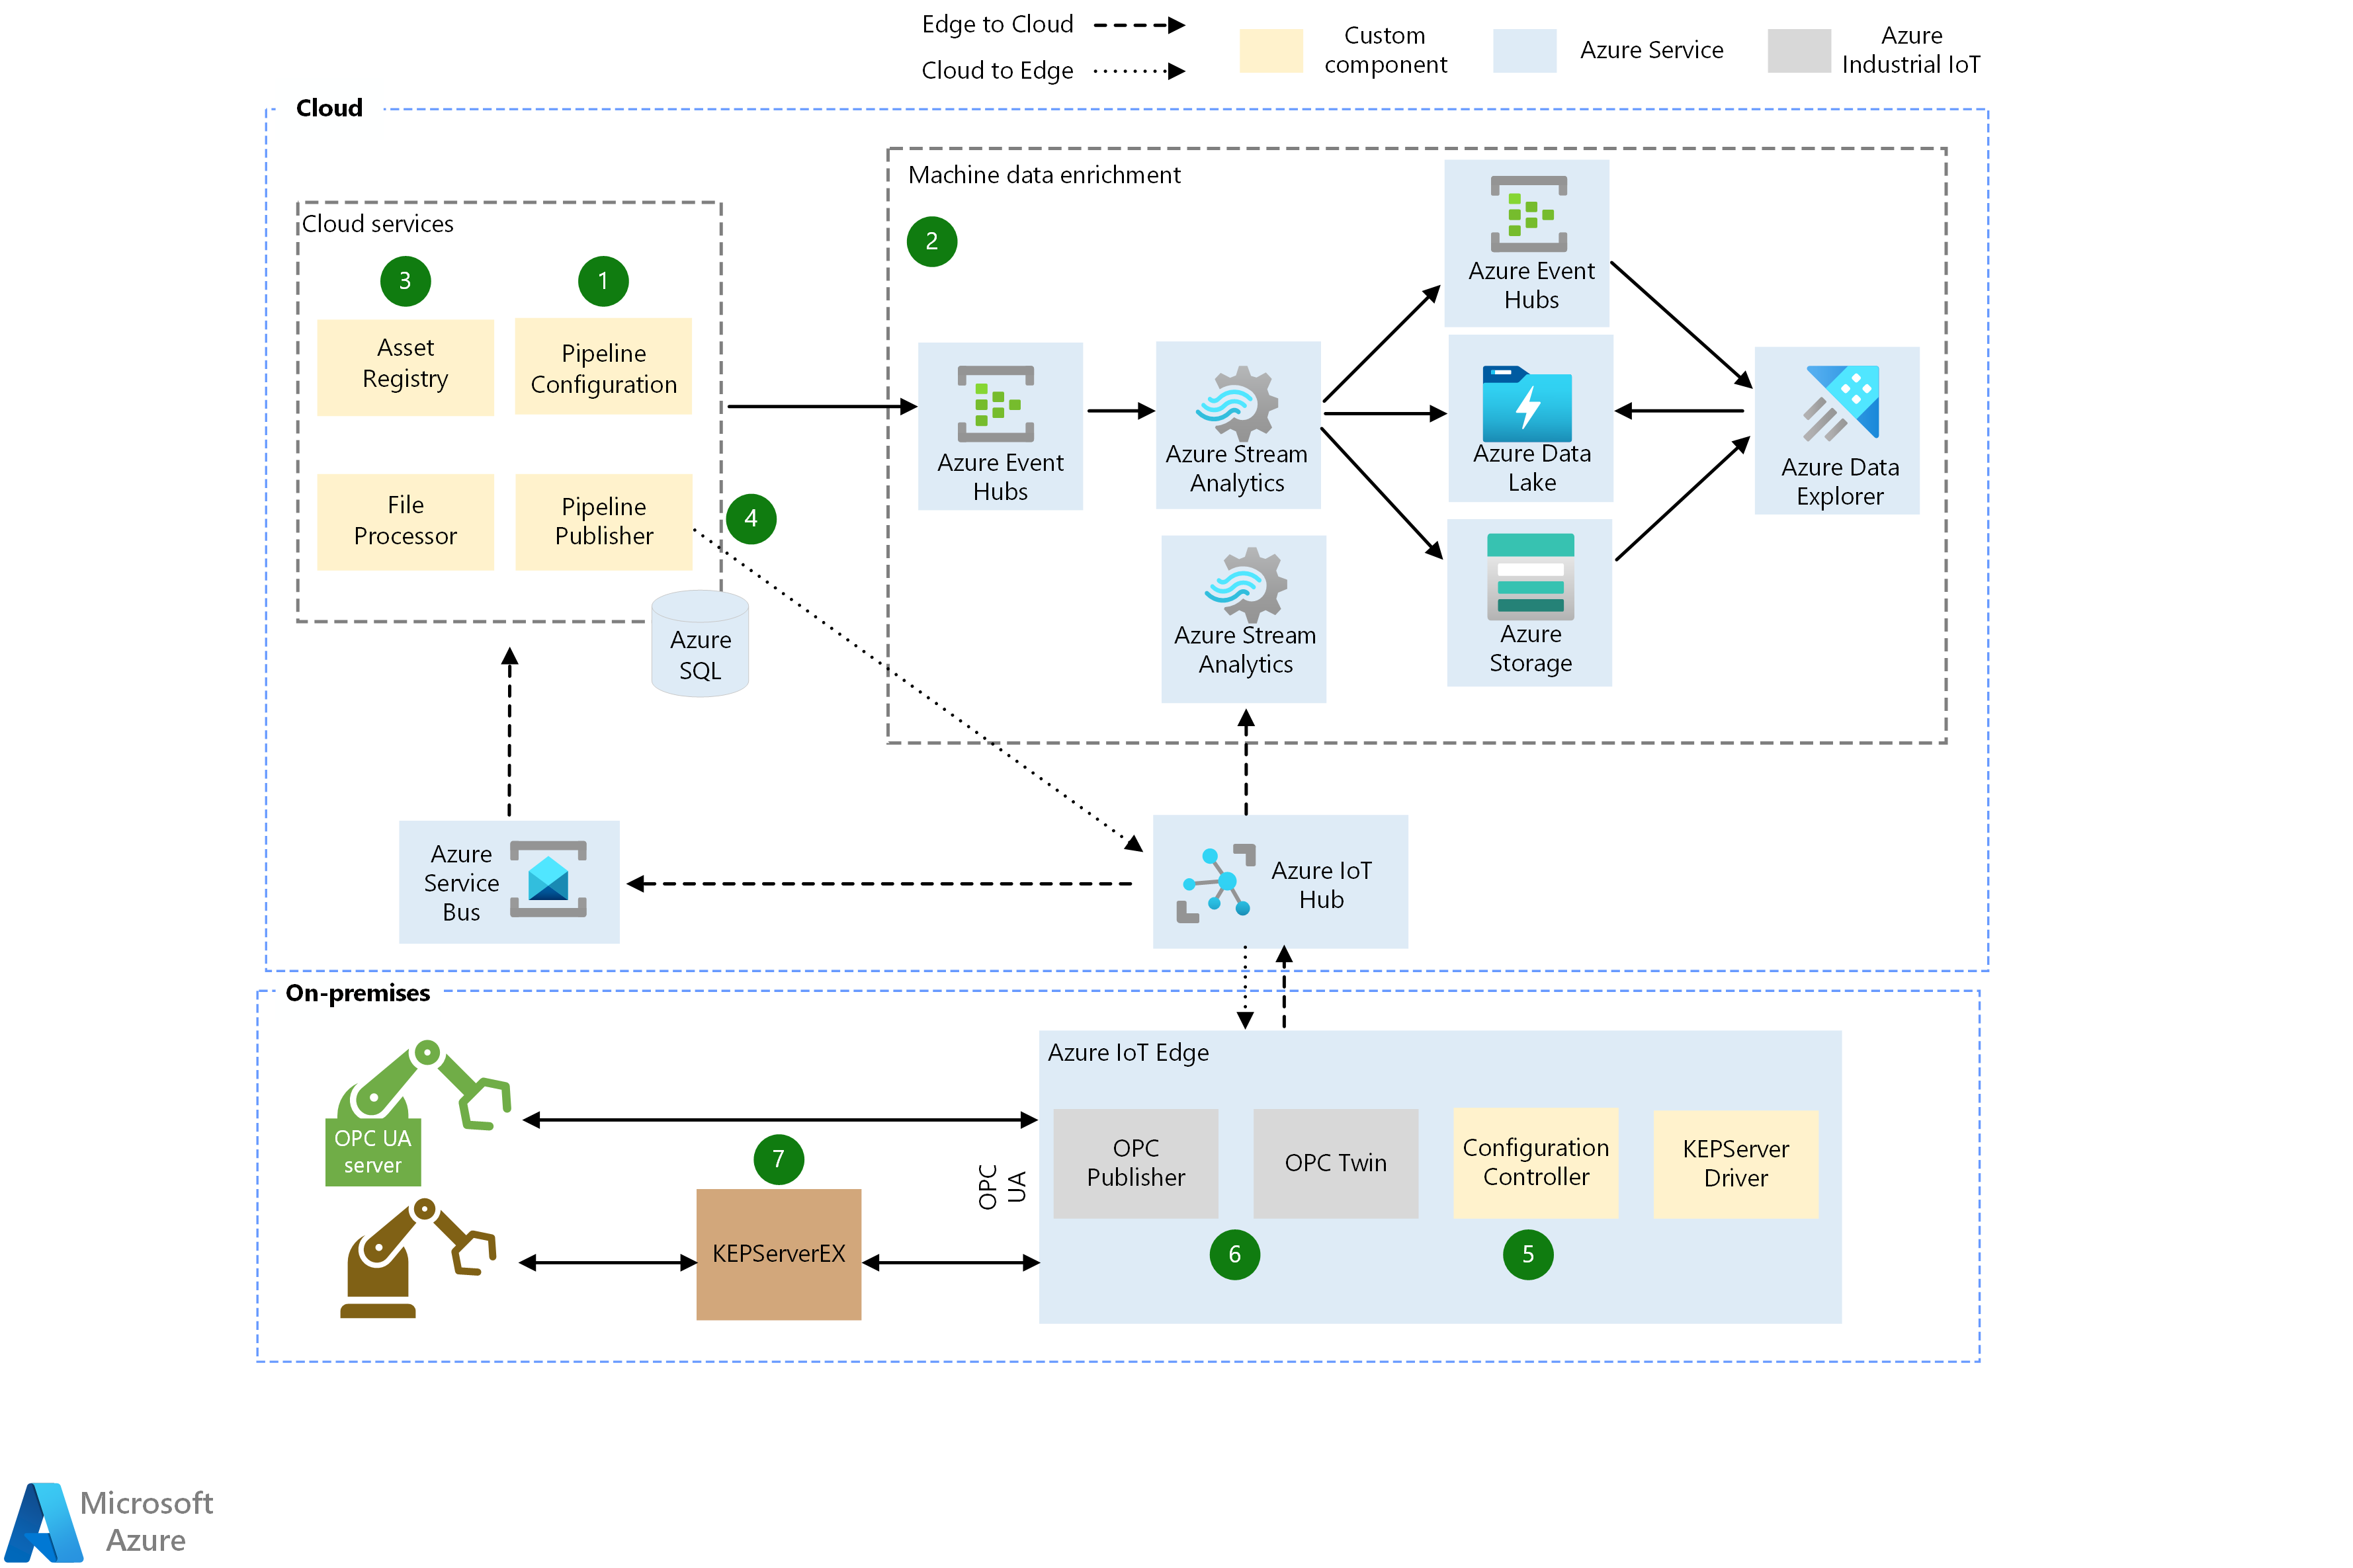 Edge to Cloud
Cloud to Edge
Custom
component
Azure Service
Azure
Industrial IoT
Cloud
Cloud services
3
1
Asset
Registry
Pipeline
Configuration
File
Processor
Pipeline
Publisher
4
Azure
SQL
Machine data enrichment
2
Azure Event
Hubs
Azure Stream
Analytics
Azure Event
Hubs
Azure Data
Lake
Azure
Storage
Azure Data
Explorer
Azure Stream
Analytics
Azure
Service
Bus
Azure IoT
Hub
On-premises
OPC UA
server
7
KEPServerEX
OPC
UA
Azure IoT Edge
OPC
Publisher
OPC Twin
Configuration
Controller
KEPServer
Driver
6
5
Microsoft
Azure